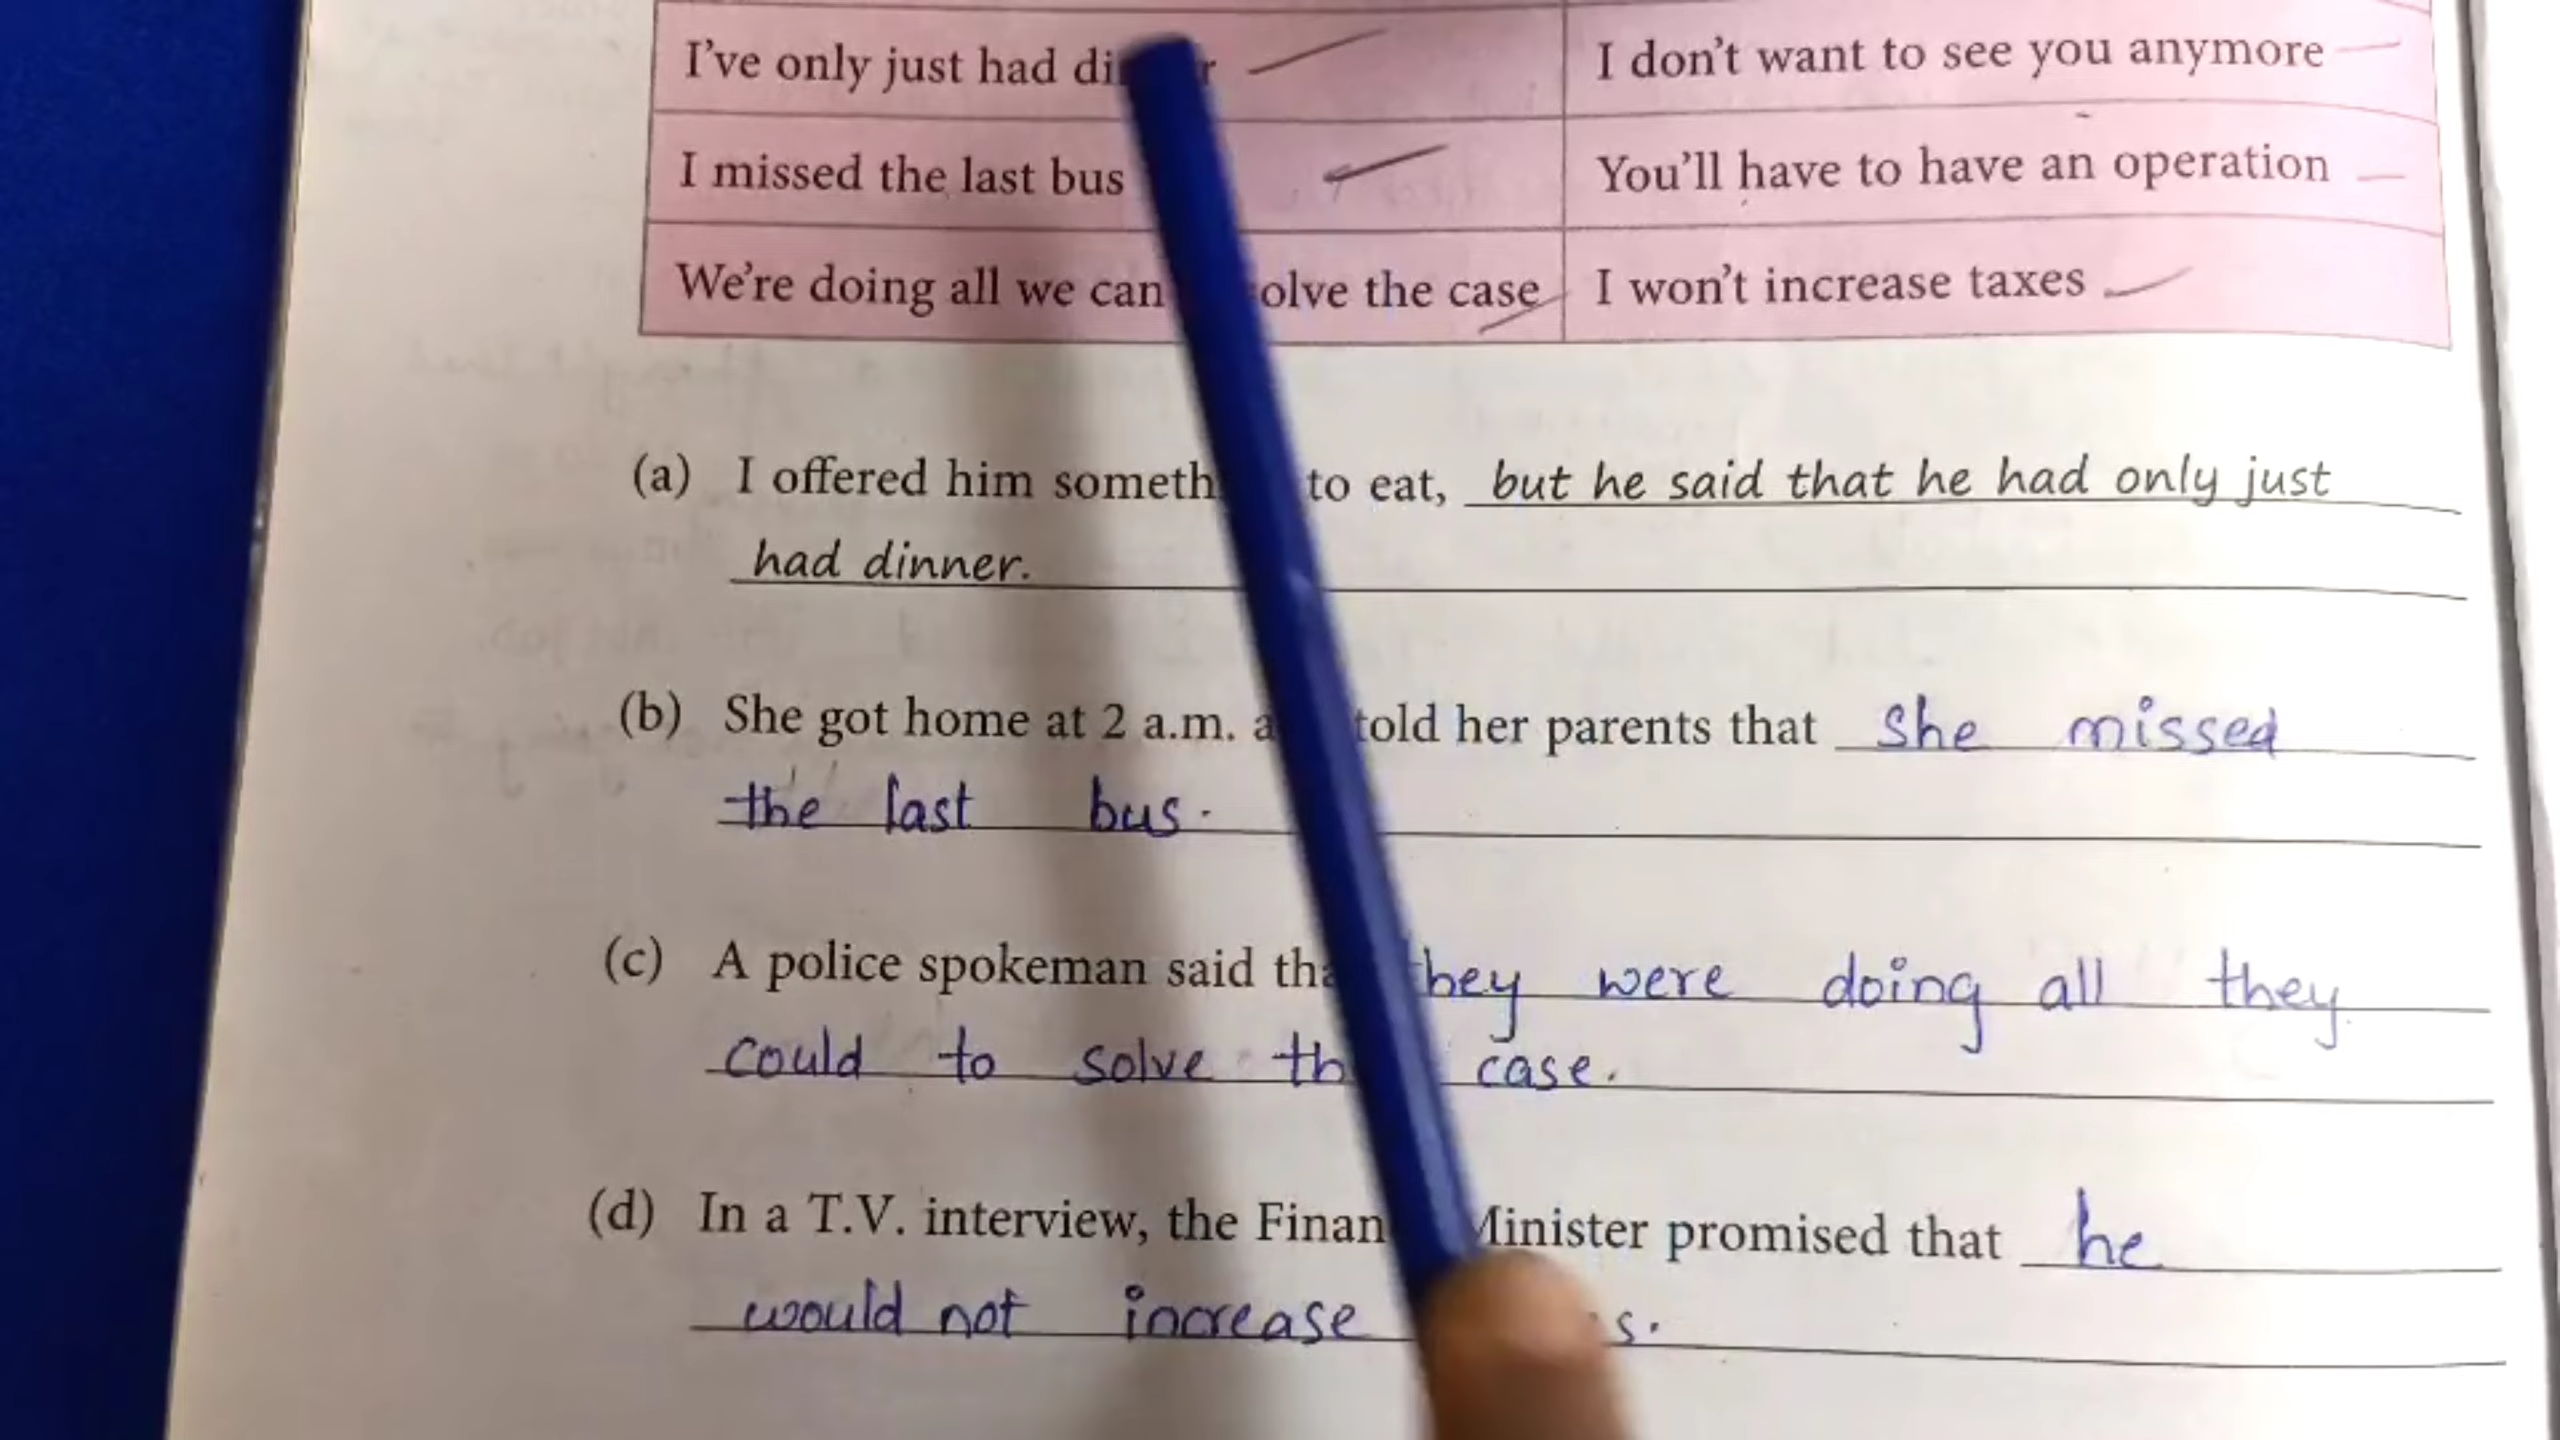 I've only just had
I don't want to see you anymore
I missed the last bus
You'll have to have an operation
We're doing all we can olve the case
I won't increase taxes
(a) I offered him someth to eat, but he said that he had only just
had dinner.
(b) She got home at 2 a.m. a told her parents that she missed
the last bus.
(c) A police spokeman said tha hey were doing all they
could to solve th case.
(d) In a T.V. interview, the Finan Minister promised that he
would not increase s.